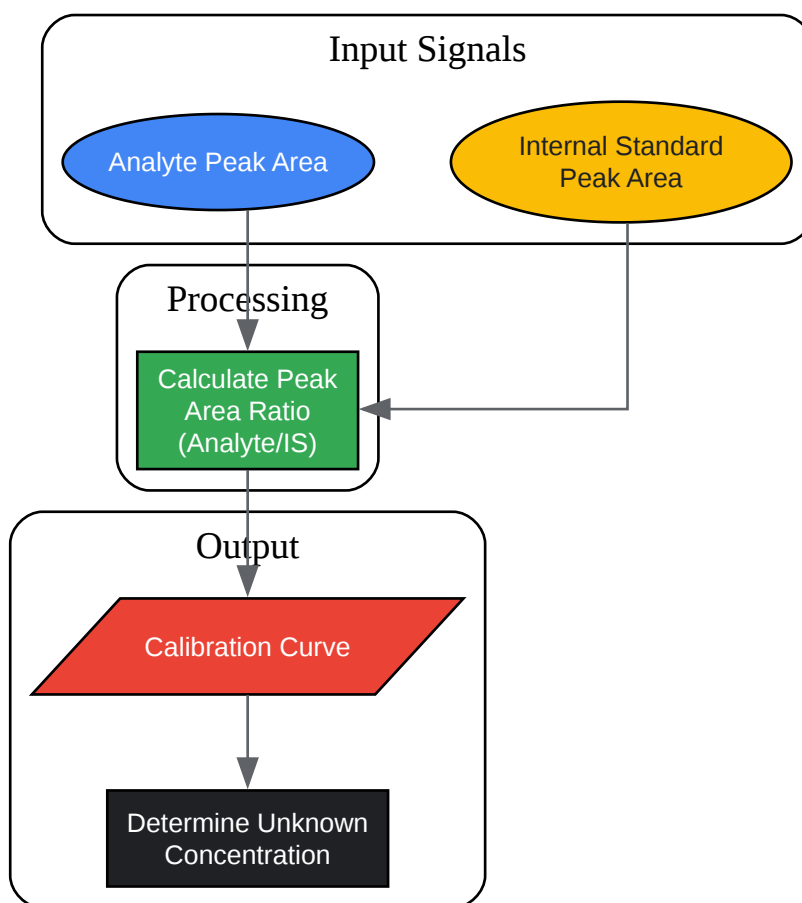 Input Signals
Analyte Peak Area
Internal Standard
Peak Area
Processing
Calculate Peak
Area Ratio
(Analyte/IS)
Output
Calibration Curve
Determine Unknown
Concentration